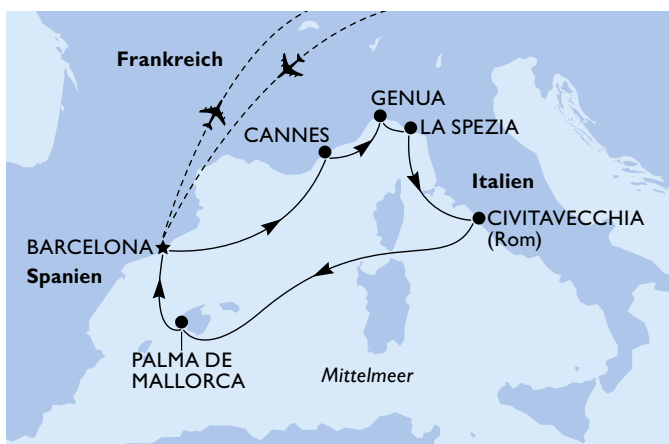 Frankreich
GENUA
LA SPEZIA
CANNES
Italien
CIVITAVECCHIA
(Rom)
BARCELONA
Spanien
PALMA DE
MALLORCA
Mittelmeer